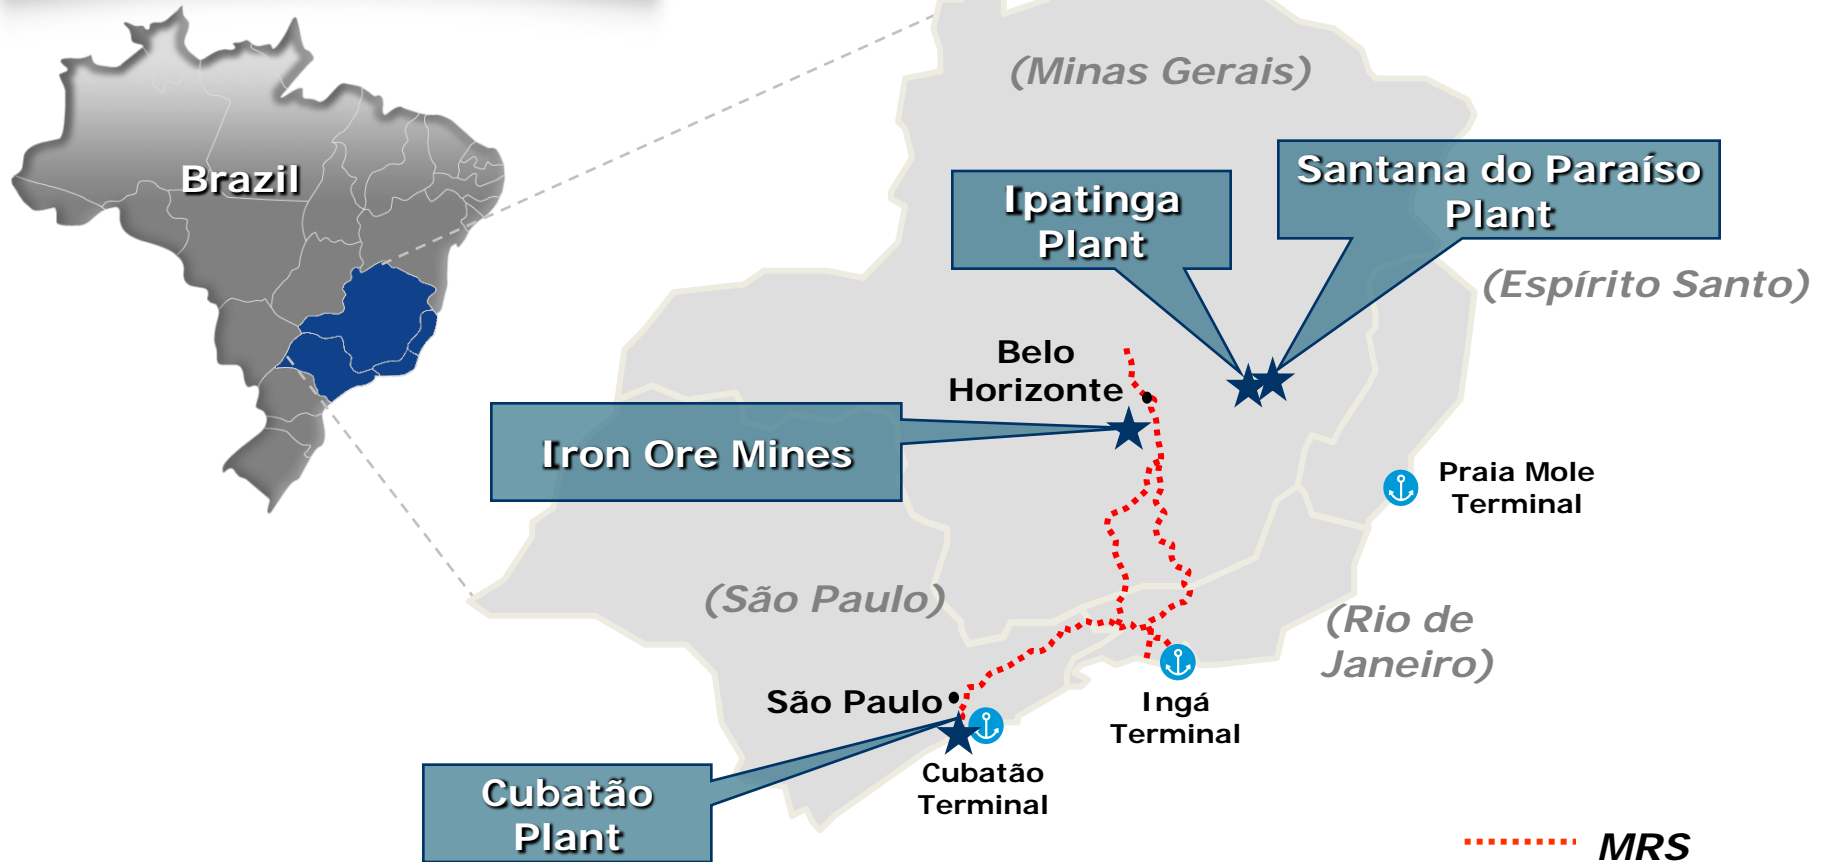 (Minas Gerais)
Brazil
Ipatinga
Plant
Santana do Paraíso
Plant
(Espírito Santo)
Belo
Horizonte
Iron Ore Mines
Praia Mole
Terminal
(São Paulo)
(Rio de
Janeiro)
São Paulo
Ingá
Terminal
Cubatão
Terminal
Cubatão
Plant
MRS